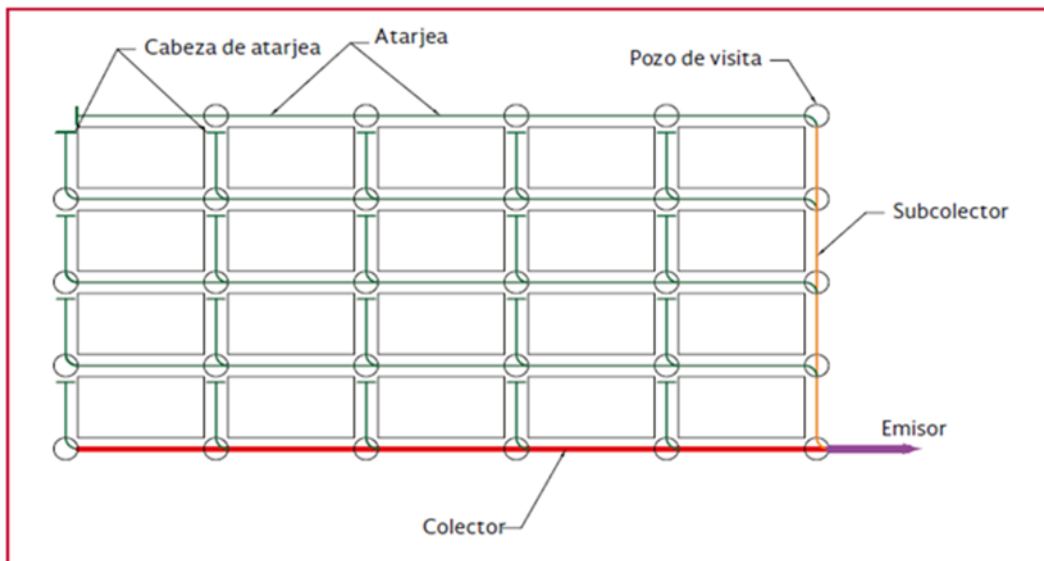 Cabeza de atarjea
Atarjea
Pozo de visita
Subcolector
Emisor
Colector